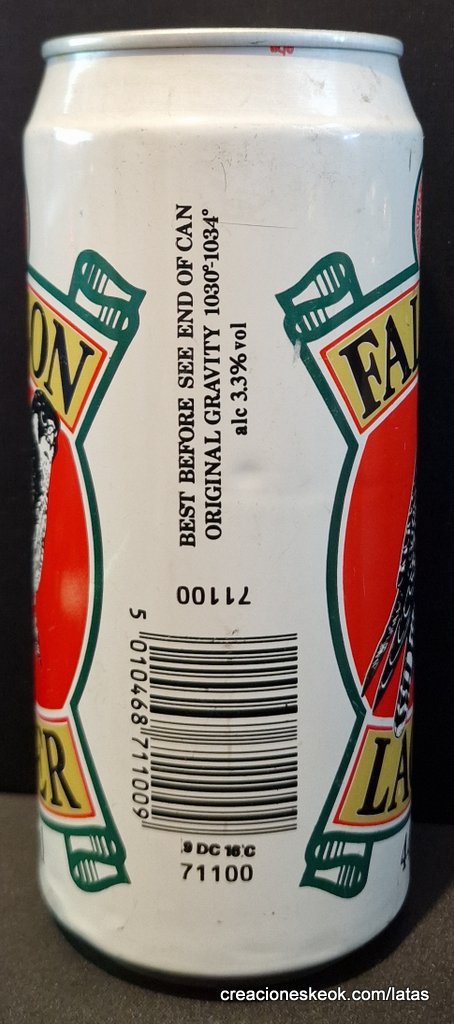 ON
FAL
BEST BEFORE SEE END OF CAN
ORIGINAL GRAVITY 1030°-1034°
alc 3.3% vol
71100
5 010468 711009
ER
LA
9 DC 16°C
71100
creacioneskeok.com/latas